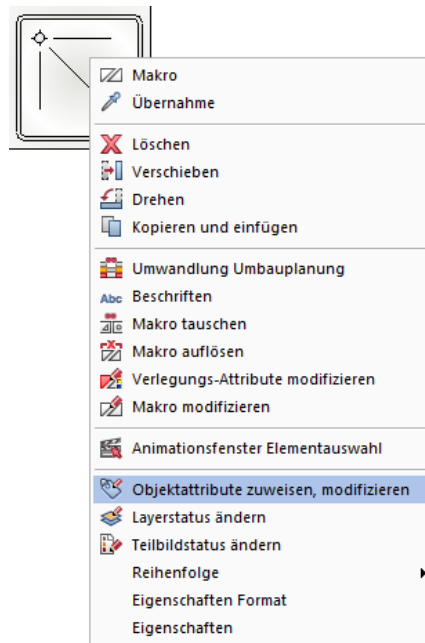 Makro
Übernahme
Löschen
Verschieben
Drehen
Kopieren und einfügen
Umwandlung Umbauplanung
Abc Beschriften
Makro tauschen
Makro auflösen
Verlegungs-Attribute modifizieren
Makro modifizieren
Animationsfenster Elementauswahl
Objektattribute zuweisen, modifizieren
Layerstatus ändern
Teilbildstatus ändern
Reihenfolge
Eigenschaften Format
Eigenschaften